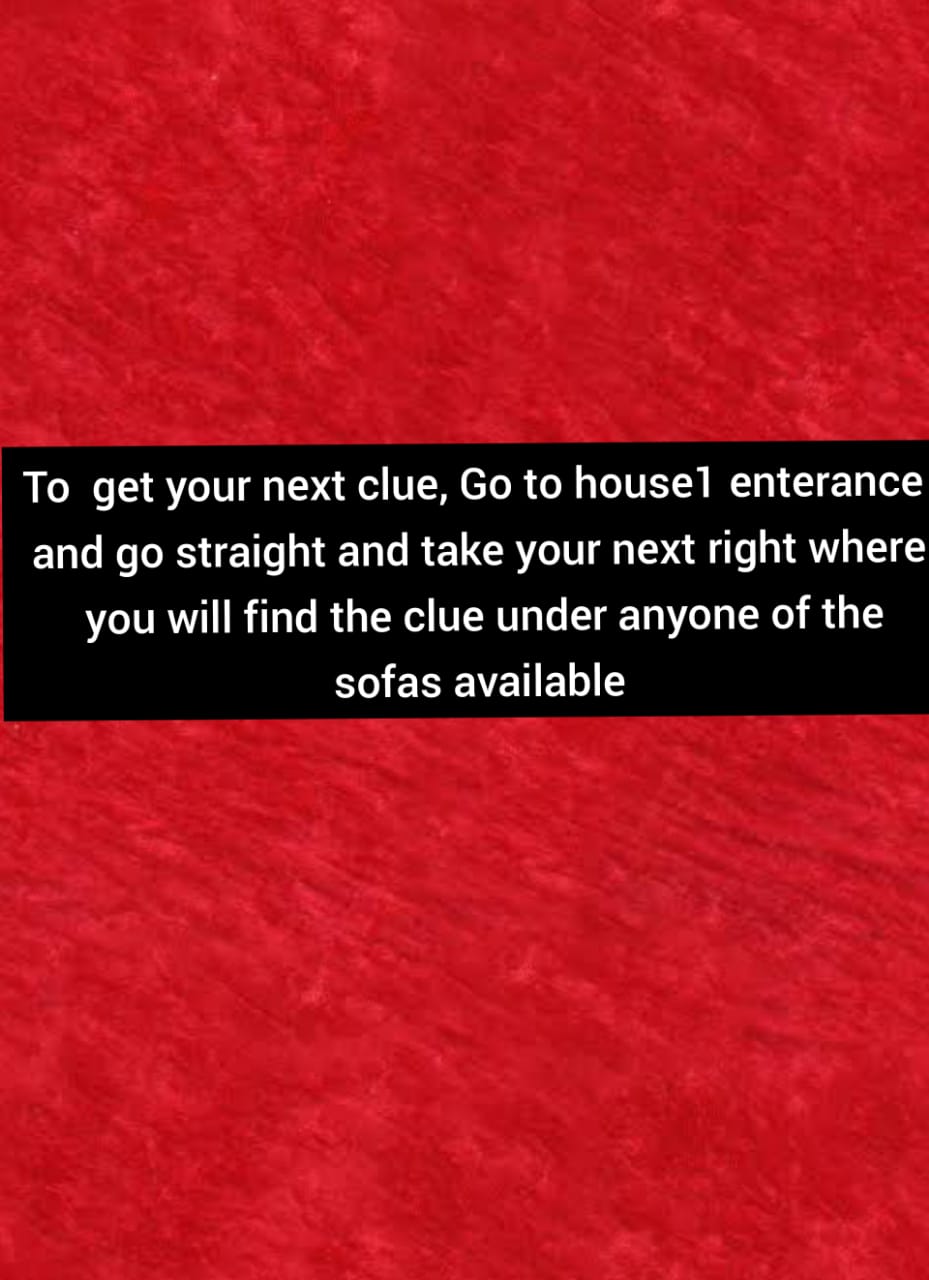 To  get your next clue, Go to house1 enterance
and go straight and take your next right where
you will find the clue under anyone of the
sofas available